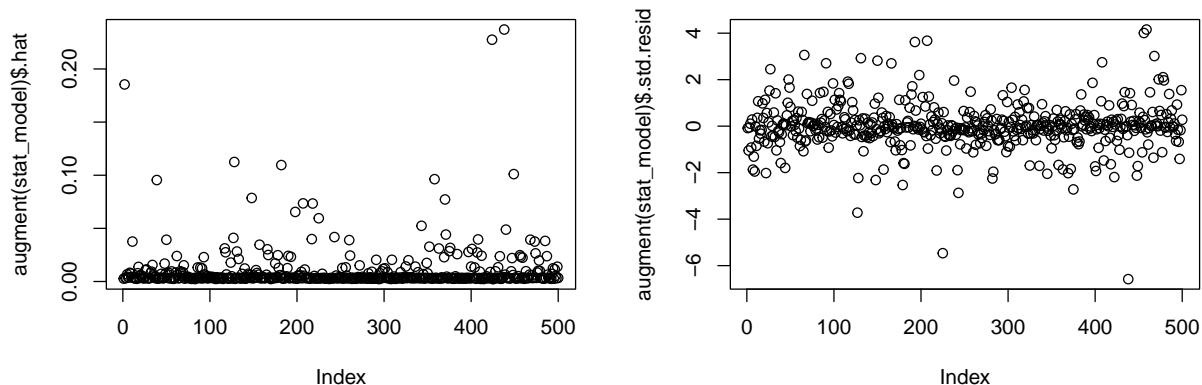 augment(stat_model)$.hat
0.20
0.10
0.00
0 100 200 300 400 500
Index
augment(stat_model)$.std.resid
4
2
0
−2
−4
−6
0 100 200 300 400 500
Index